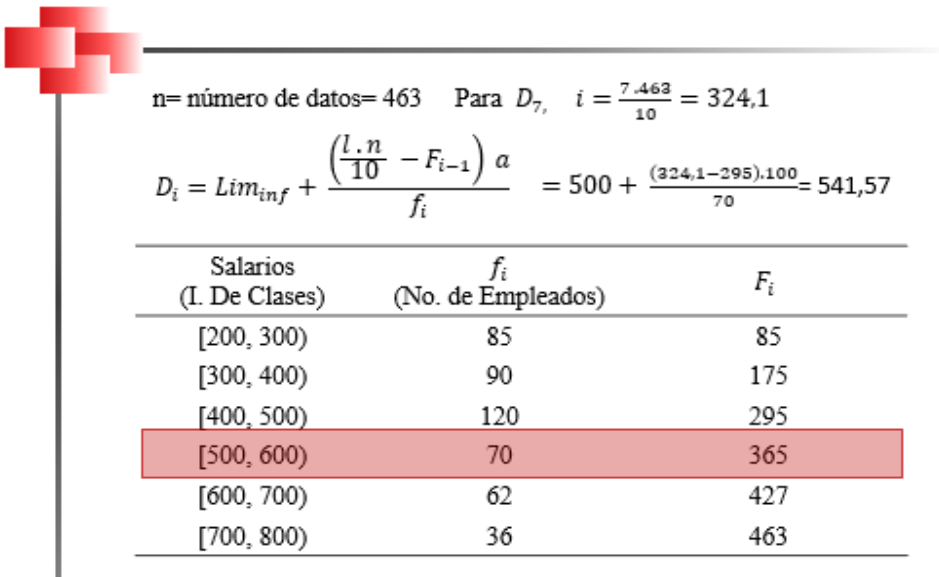 n= número de datos= 463 Para D₇, i = 7.463/10 = 324,1
Dᵢ = Lim_inf + ((l.n/10 − Fᵢ₋₁) a)/fᵢ = 500 + ((324,1−295).100)/70 = 541,57
Salarios (I. De Clases) fᵢ (No. de Empleados) Fᵢ
[200, 300) 85 85
[300, 400) 90 175
[400, 500) 120 295
[500, 600) 70 365
[600, 700) 62 427
[700, 800) 36 463